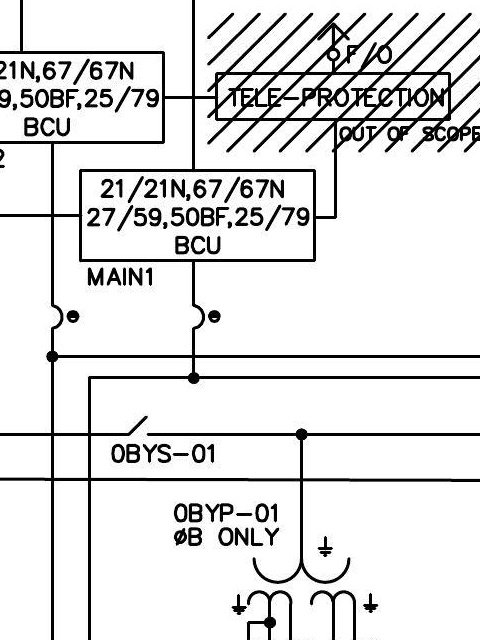 F/O
21N,67/67N
TELE-PROTECTION
9,50BF,25/79
BCU
OUT OF SCOPE
2
21/21N,67/67N
27/59,50BF,25/79
BCU
MAIN1
0BYS-01
0BYP-01
ØB ONLY